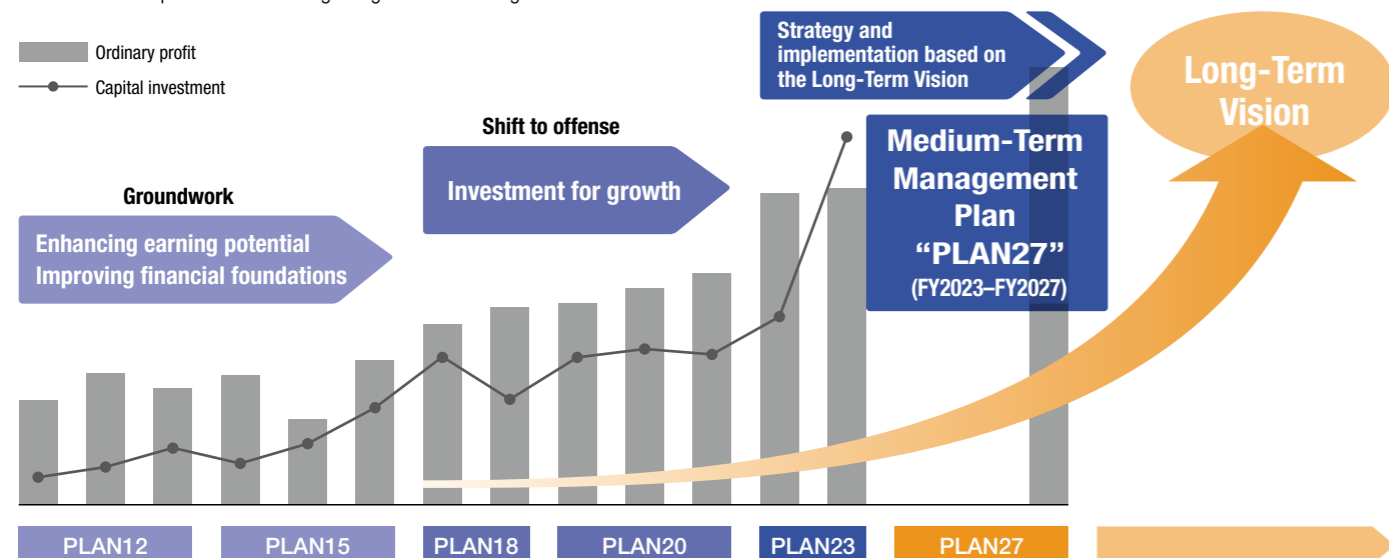 Ordinary profit
Capital investment
Strategy and
implementation based on
the Long-Term Vision
Long-Term
Vision
Shift to offense
Investment for growth
Medium-Term
Management
Plan
“PLAN27”
(FY2023–FY2027)
Groundwork
Enhancing earning potential
Improving financial foundations
PLAN12
PLAN15
PLAN18
PLAN20
PLAN23
PLAN27